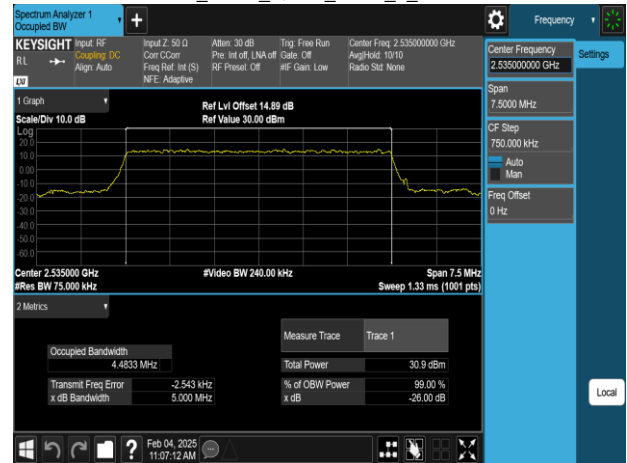 Spectrum Analyzer 1
Occupied BW
Frequency
KEYSIGHT
RL
LXI
Input: RF
Coupling: DC
Align: Auto
Input Z: 50 Ω
Corr CCorr
Freq Ref: Int (S)
NFE: Adaptive
Atten: 30 dB
Pre: Int off, LNA off
RF Presel: Off
Trig: Free Run
Gate: Off
#IF Gain: Low
Center Freq: 2.535000000 GHz
Avg|Hold: 10/10
Radio Std: None
Center Frequency
2.535000000 GHz
Settings
Span
7.5000 MHz
CF Step
750.000 kHz
Auto
Man
Freq Offset
0 Hz
Local
1 Graph
Scale/Div 10.0 dB
Ref Lvl Offset 14.89 dB
Ref Value 30.00 dBm
Log
20.0
10.0
0.00
-10.0
-20.0
-30.0
-40.0
-50.0
-60.0
Center 2.535000 GHz
#Video BW 240.00 kHz
Span 7.5 MHz
#Res BW 75.000 kHz
Sweep 1.33 ms (1001 pts)
2 Metrics
Measure Trace Trace 1
Occupied Bandwidth
4.4833 MHz
Total Power 30.9 dBm
Transmit Freq Error -2.543 kHz
% of OBW Power 99.00 %
x dB Bandwidth 5.000 MHz
x dB -26.00 dB
Feb 04, 2025
11:07:12 AM